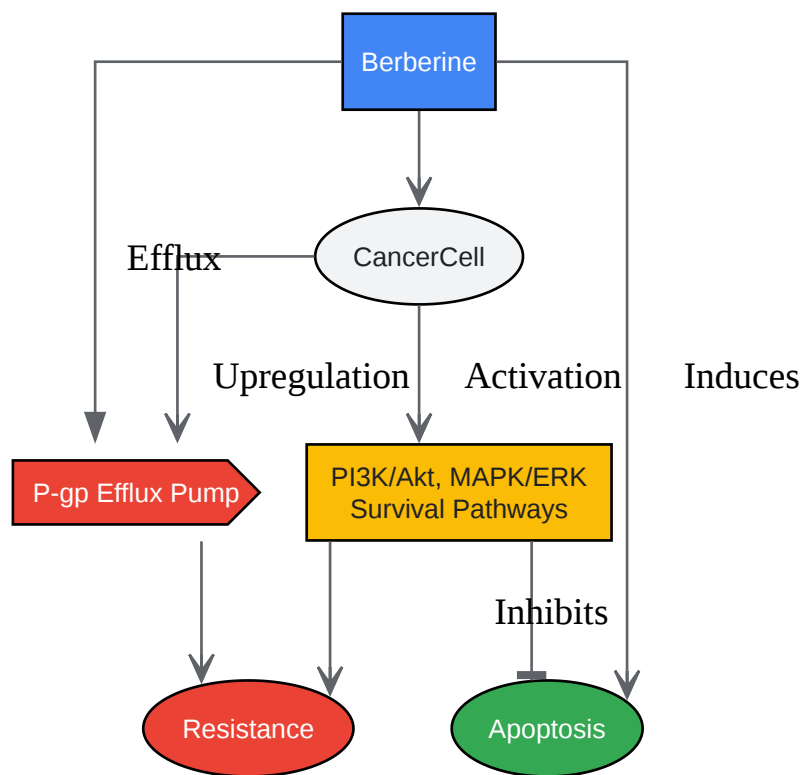 Berberine
CancerCell
Efflux
Upregulation
Activation
Induces
P-gp Efflux Pump
PI3K/Akt, MAPK/ERK
Survival Pathways
Inhibits
Resistance
Apoptosis